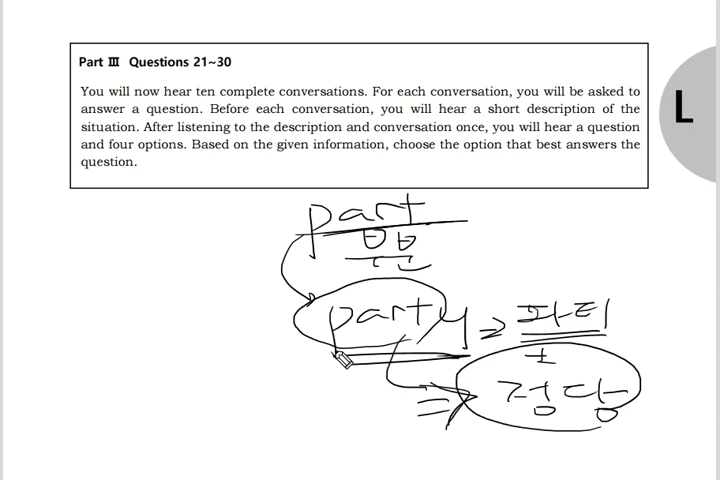 Part Ⅲ Questions 21~30
You will now hear ten complete conversations. For each conversation, you will be asked to
answer a question. Before each conversation, you will hear a short description of the
situation. After listening to the description and conversation once, you will hear a question
and four options. Based on the given information, choose the option that best answers the
question.
L
part
부분
party ⇒ 파티
+
⇒ 정당